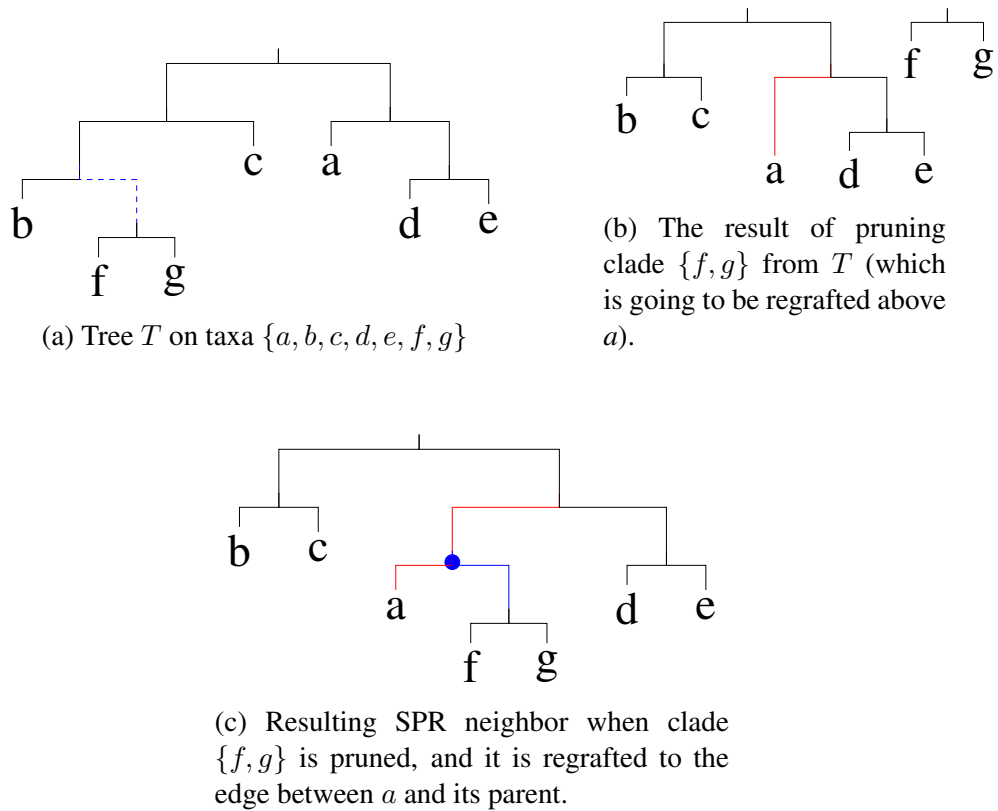 c a
b d e
f g
(a) Tree T on taxa {a, b, c, d, e, f, g}
f g
b c
a d e
(b) The result of pruning
clade {f, g} from T (which
is going to be regrafted above
a).
b c
a d e
f g
(c) Resulting SPR neighbor when clade
{f, g} is pruned, and it is regrafted to the
edge between a and its parent.